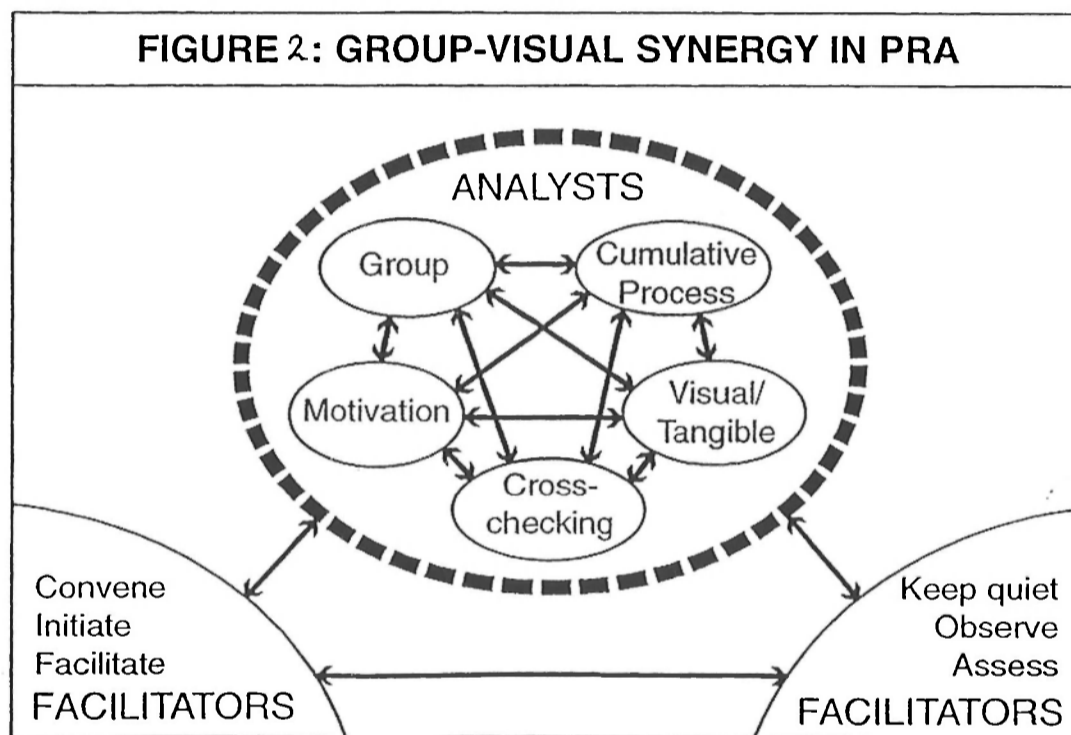 FIGURE 2: GROUP-VISUAL SYNERGY IN PRA
ANALYSTS
Group
Cumulative
Process
Motivation
Visual/
Tangible
Cross-
checking
Convene
Initiate
Facilitate
FACILITATORS
Keep quiet
Observe
Assess
FACILITATORS